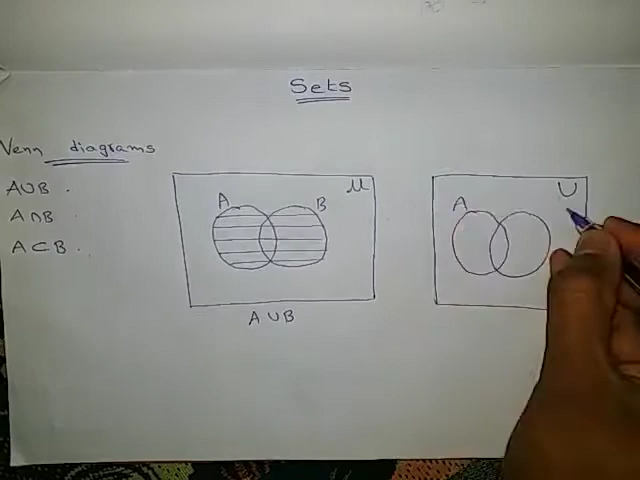 Sets
Venn diagrams
A∪B.
A∩B
A⊂B.
μ
A B
A∪B
U
A